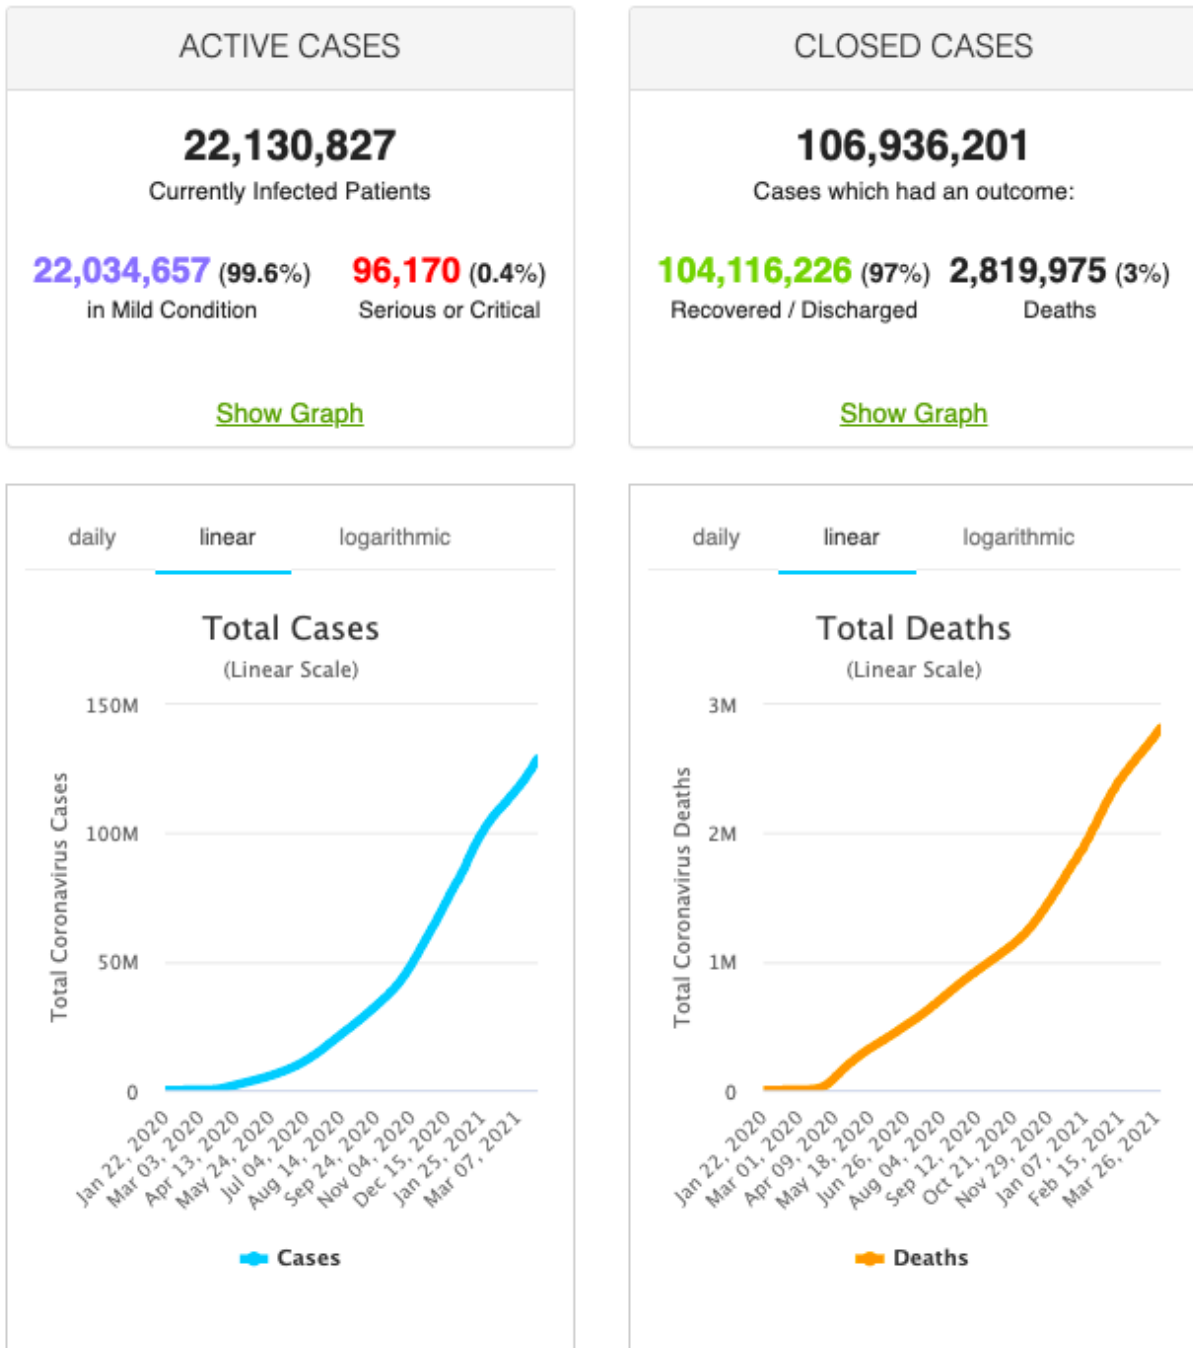 ACTIVE CASES
22,130,827
Currently Infected Patients
22,034,657 (99.6%) 96,170 (0.4%)
in Mild Condition Serious or Critical
Show Graph
CLOSED CASES
106,936,201
Cases which had an outcome:
104,116,226 (97%) 2,819,975 (3%)
Recovered / Discharged Deaths
Show Graph
daily linear logarithmic
Total Cases
(Linear Scale)
Total Coronavirus Cases
150M
100M
50M
0
Jan 22, 2020
Mar 03, 2020
Apr 13, 2020
May 24, 2020
Jul 04, 2020
Aug 14, 2020
Sep 24, 2020
Nov 04, 2020
Dec 15, 2020
Jan 25, 2021
Mar 07, 2021
Cases
daily linear logarithmic
Total Deaths
(Linear Scale)
Total Coronavirus Deaths
3M
2M
1M
0
Jan 22, 2020
Mar 01, 2020
Apr 09, 2020
May 18, 2020
Jun 26, 2020
Aug 04, 2020
Sep 12, 2020
Oct 21, 2020
Nov 29, 2020
Jan 07, 2021
Feb 15, 2021
Mar 26, 2021
Deaths